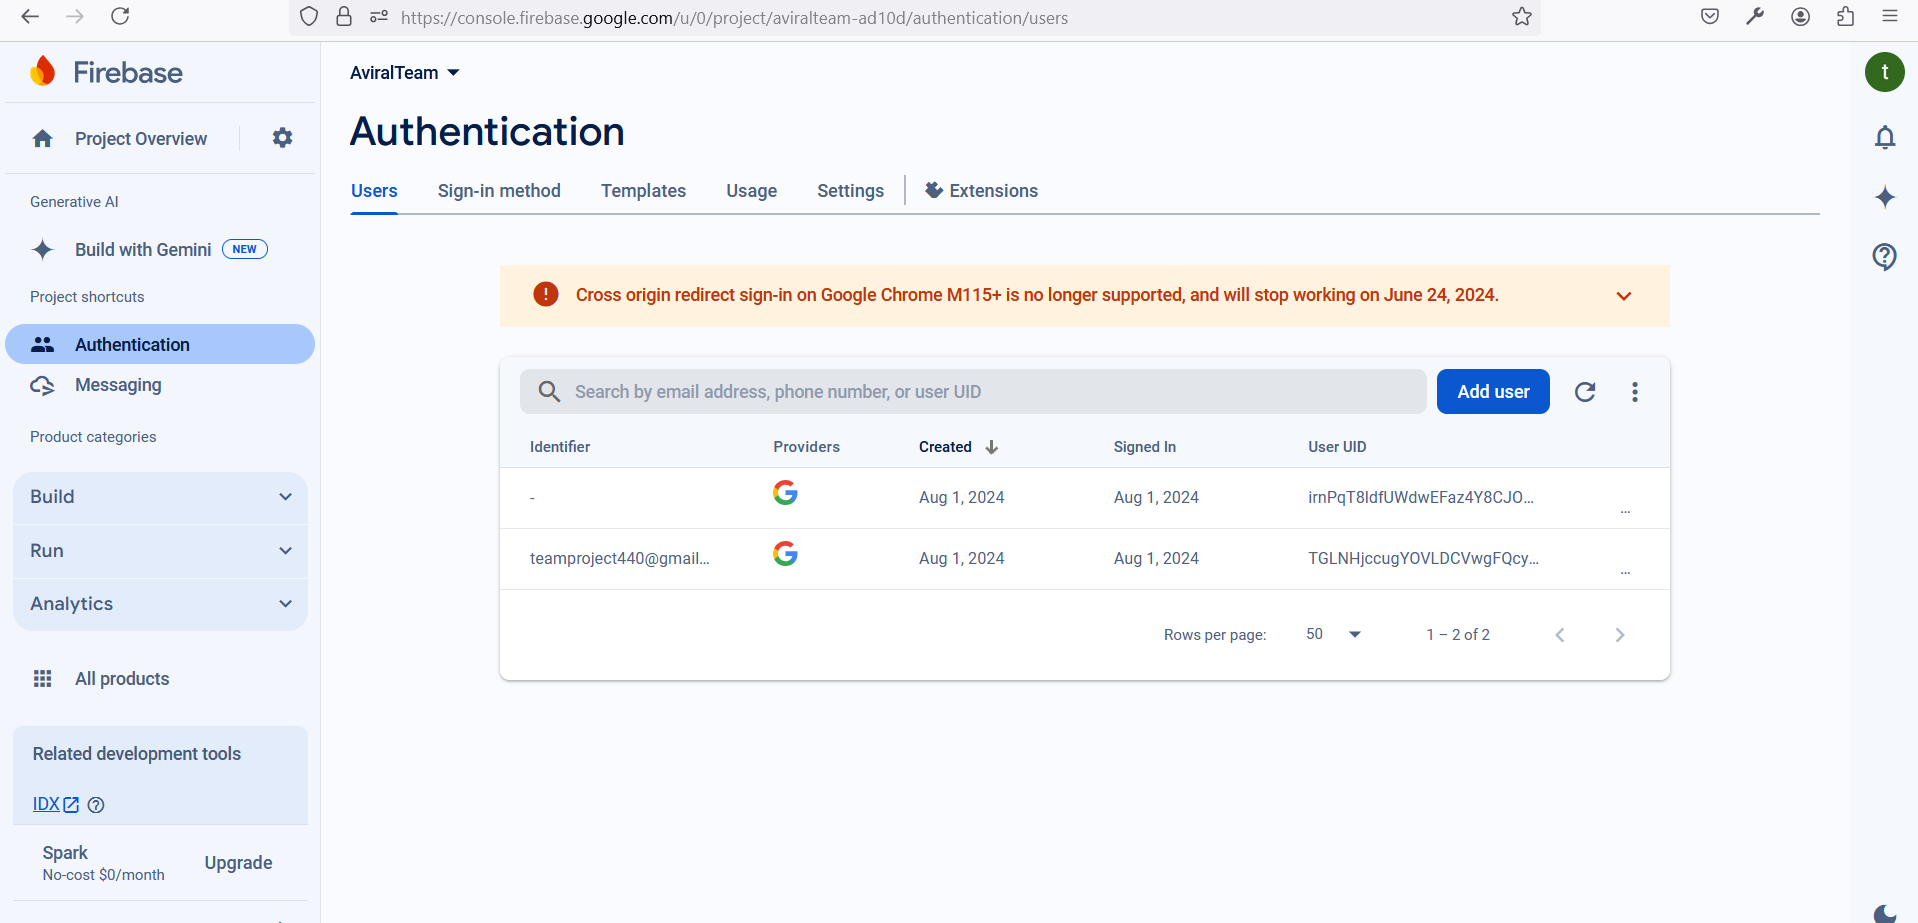 https://console.firebase.google.com/u/0/project/aviralteam-ad10d/authentication/users
Firebase
Project Overview
Generative AI
Build with Gemini NEW
Project shortcuts
Authentication
Messaging
Product categories
Build
Run
Analytics
All products
Related development tools
IDX
Spark
No-cost $0/month
Upgrade
AviralTeam
t
Authentication
Users Sign-in method Templates Usage Settings Extensions
Cross origin redirect sign-in on Google Chrome M115+ is no longer supported, and will stop working on June 24, 2024.
Search by email address, phone number, or user UID
Add user
Identifier Providers Created Signed In User UID
- Aug 1, 2024 Aug 1, 2024 irnPqT8ldfUWdwEFaz4Y8CJO... ...
teamproject440@gmail... Aug 1, 2024 Aug 1, 2024 TGLNHjccugYOVLDCVwgFQcy... ...
Rows per page: 50 1 – 2 of 2